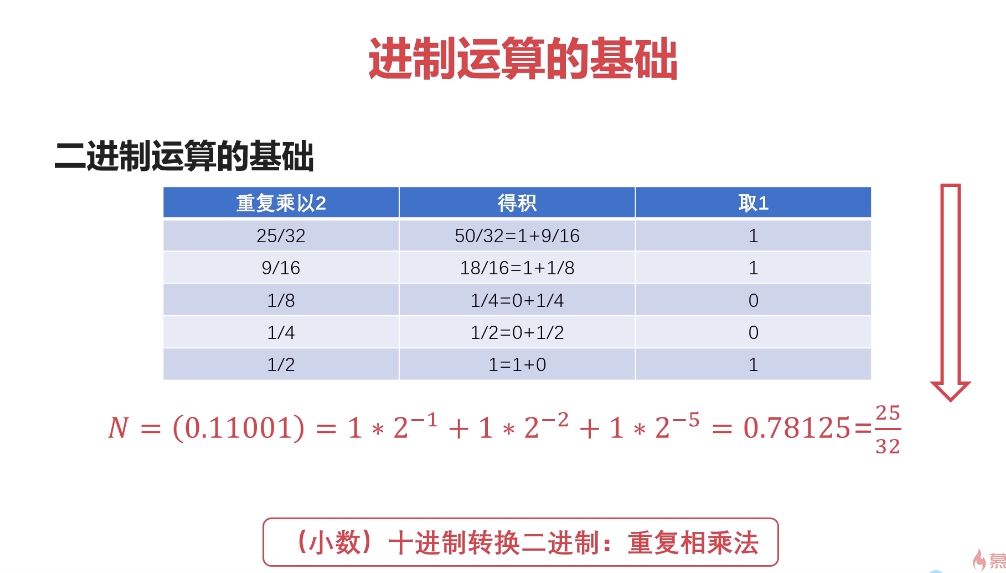 进制运算的基础
二进制运算的基础
重复乘以2 得积 取1
25/32 50/32=1+9/16 1
9/16 18/16=1+1/8 1
1/8 1/4=0+1/4 0
1/4 1/2=0+1/2 0
1/2 1=1+0 1
N = (0.11001) = 1 * 2⁻¹ + 1 * 2⁻² + 1 * 2⁻⁵ = 0.78125=25/32
（小数）十进制转换二进制：重复相乘法
慕